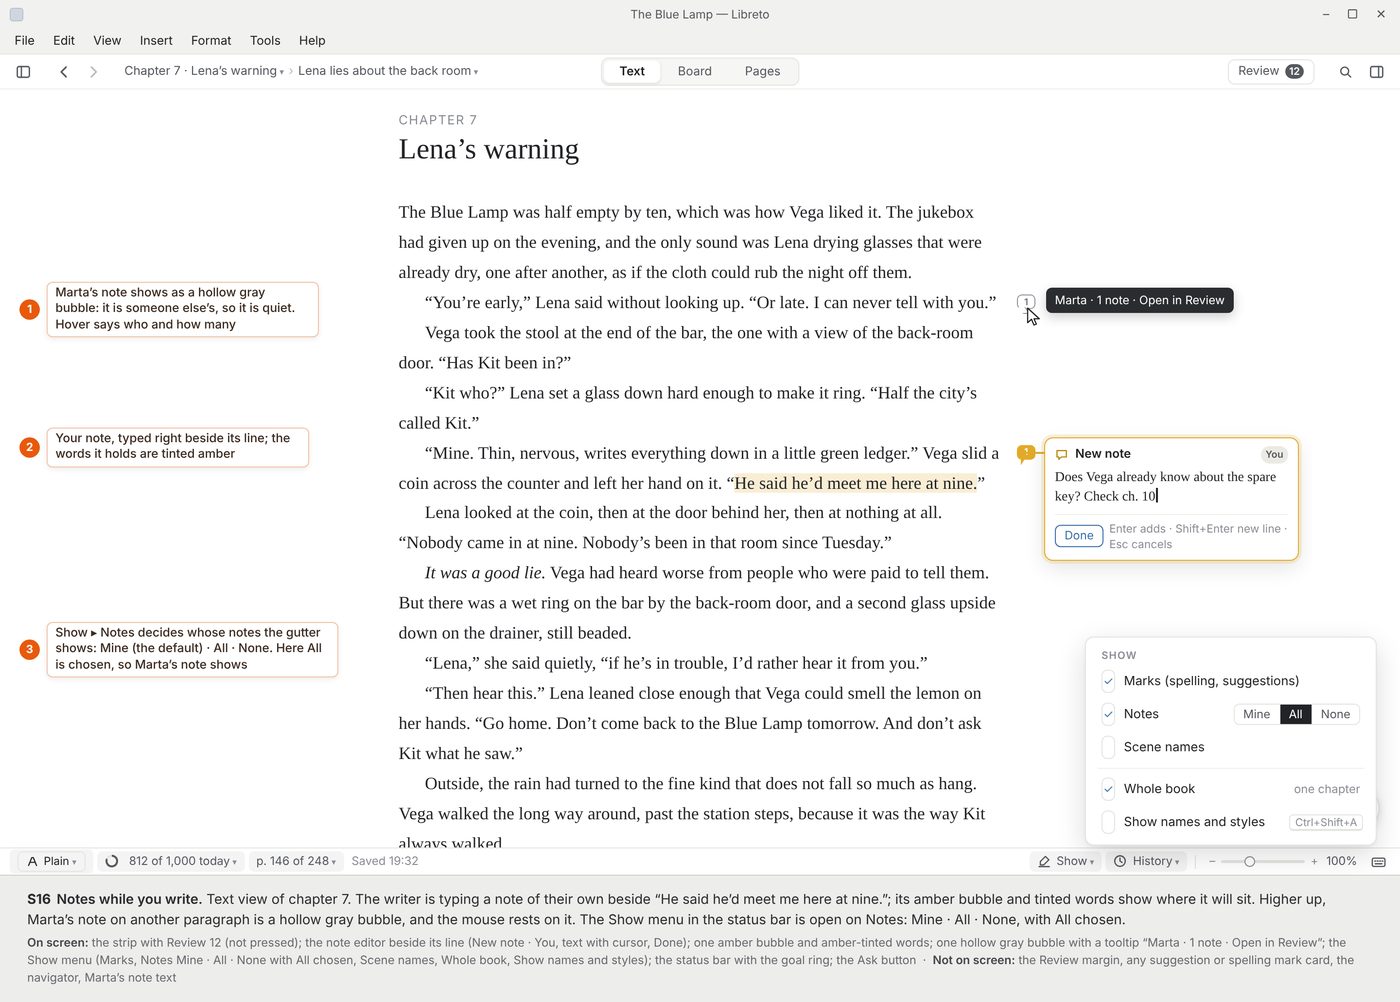 The Blue Lamp — Libreto
File Edit View Insert Format Tools Help
Chapter 7 · Lena’s warning ▾ › Lena lies about the back room ▾
Text Board Pages
Review 12
CHAPTER 7
Lena’s warning
The Blue Lamp was half empty by ten, which was how Vega liked it. The jukebox
had given up on the evening, and the only sound was Lena drying glasses that were
already dry, one after another, as if the cloth could rub the night off them.
“You’re early,” Lena said without looking up. “Or late. I can never tell with you.”
Vega took the stool at the end of the bar, the one with a view of the back-room
door. “Has Kit been in?”
“Kit who?” Lena set a glass down hard enough to make it ring. “Half the city’s
called Kit.”
“Mine. Thin, nervous, writes everything down in a little green ledger.” Vega slid a
coin across the counter and left her hand on it. “He said he’d meet me here at nine.”
Lena looked at the coin, then at the door behind her, then at nothing at all.
“Nobody came in at nine. Nobody’s been in that room since Tuesday.”
It was a good lie. Vega had heard worse from people who were paid to tell them.
But there was a wet ring on the bar by the back-room door, and a second glass upside
down on the drainer, still beaded.
“Lena,” she said quietly, “if he’s in trouble, I’d rather hear it from you.”
“Then hear this.” Lena leaned close enough that Vega could smell the lemon on
her hands. “Go home. Don’t come back to the Blue Lamp tomorrow. And don’t ask
Kit what he saw.”
Outside, the rain had turned to the fine kind that does not fall so much as hang.
Vega walked the long way around, past the station steps, because it was the way Kit
always walked
1
Marta’s note shows as a hollow gray
bubble: it is someone else’s, so it is quiet.
Hover says who and how many
2
Your note, typed right beside its line; the
words it holds are tinted amber
3
Show ▸ Notes decides whose notes the gutter
shows: Mine (the default) · All · None. Here All
is chosen, so Marta’s note shows
1
Marta · 1 note · Open in Review
New note You
Does Vega already know about the spare
key? Check ch. 10
Done
Enter adds · Shift+Enter new line ·
Esc cancels
SHOW
Marks (spelling, suggestions)
Notes Mine All None
Scene names
Whole book one chapter
Show names and styles Ctrl+Shift+A
A Plain ▾ 812 of 1,000 today ▾ p. 146 of 248 ▾ Saved 19:32
Show ▾ History ▾ − + 100%
S16 Notes while you write. Text view of chapter 7. The writer is typing a note of their own beside “He said he’d meet me here at nine.”; its amber bubble and tinted words show where it will sit. Higher up,
Marta’s note on another paragraph is a hollow gray bubble, and the mouse rests on it. The Show menu in the status bar is open on Notes: Mine · All · None, with All chosen.
On screen: the strip with Review 12 (not pressed); the note editor beside its line (New note · You, text with cursor, Done); one amber bubble and amber-tinted words; one hollow gray bubble with a tooltip “Marta · 1 note · Open in Review”; the
Show menu (Marks, Notes Mine · All · None with All chosen, Scene names, Whole book, Show names and styles); the status bar with the goal ring; the Ask button · Not on screen: the Review margin, any suggestion or spelling mark card, the
navigator, Marta’s note text